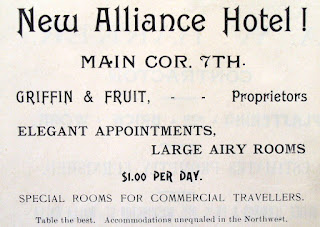 New Alliance Hotel!
MAIN COR. 7TH.
GRIFFIN & FRUIT, - - Proprietors
ELEGANT APPOINTMENTS,
LARGE AIRY ROOMS
$1.00 PER DAY.
SPECIAL ROOMS FOR COMMERCIAL TRAVELLERS.
Table the best. Accommodations unequaled in the Northwest.